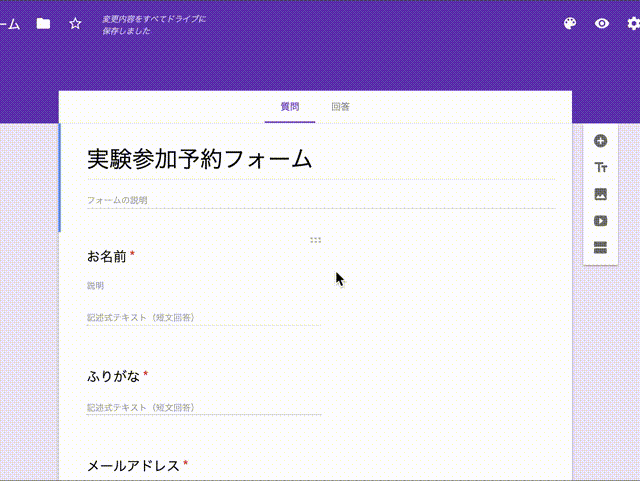 ーム
変更内容をすべてドライブに
保存しました
質問 回答
実験参加予約フォーム
フォームの説明
お名前 *
説明
記述式テキスト（短文回答）
ふりがな *
記述式テキスト（短文回答）
メールアドレス *